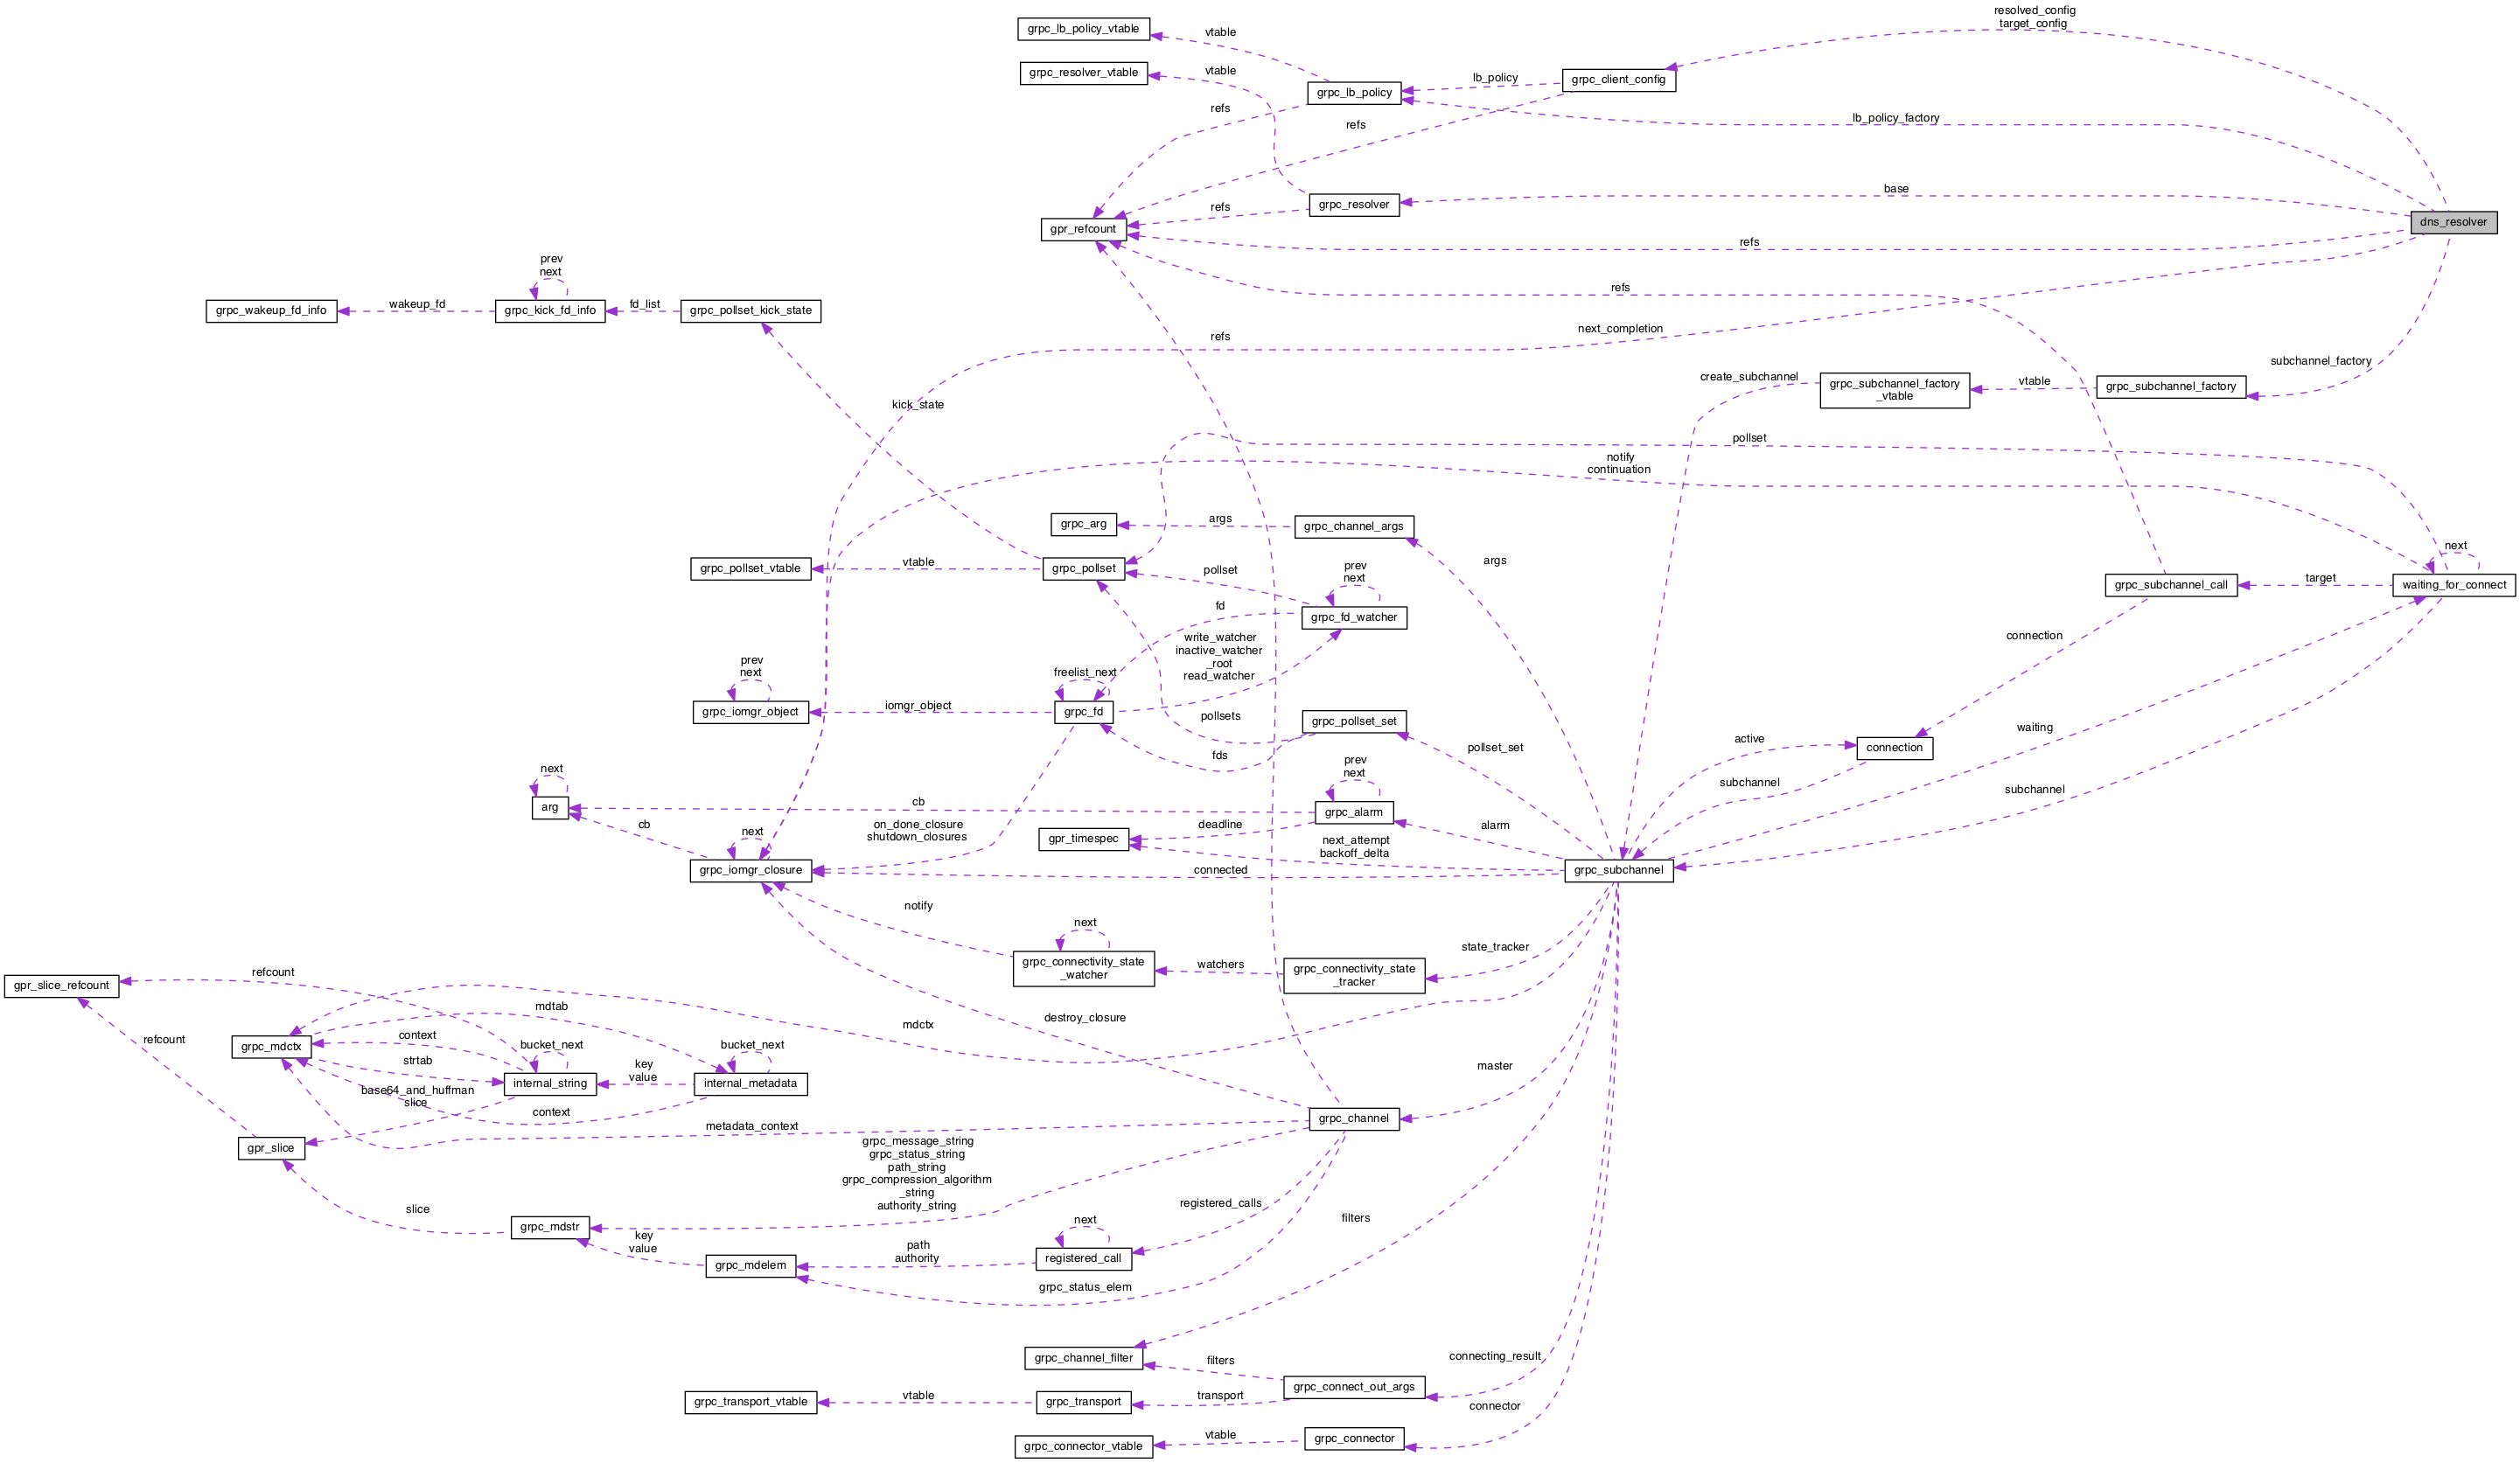 resolved_config
target_config
grpc_lb_policy_vtable
vtable
grpc_resolver_vtable
vtable
lb_policy
grpc_client_config
grpc_lb_policy
refs
refs
lb_policy_factory
base
grpc_resolver
refs
dns_resolver
gpr_refcount
refs
prev
next
refs
grpc_wakeup_fd_info
wakeup_fd
grpc_kick_fd_info
fd_list
grpc_pollset_kick_state
refs
next_completion
subchannel_factory
create_subchannel
grpc_subchannel_factory
_vtable
vtable
grpc_subchannel_factory
kick_state
pollset
notify
continuation
grpc_arg
args
grpc_channel_args
next
args
grpc_pollset_vtable
vtable
grpc_pollset
pollset
prev
next
grpc_subchannel_call
target
waiting_for_connect
fd
grpc_fd_watcher
write_watcher
inactive_watcher
_root
read_watcher
connection
prev
next
freelist_next
grpc_iomgr_object
iomgr_object
grpc_fd
pollsets
grpc_pollset_set
waiting
fds
pollset_set
active
connection
next
prev
next
subchannel
subchannel
arg
cb
grpc_alarm
cb
on_done_closure
shutdown_closures
deadline
alarm
next
gpr_timespec
next_attempt
backoff_delta
grpc_iomgr_closure
connected
grpc_subchannel
notify
next
state_tracker
grpc_connectivity_state
_watcher
watchers
grpc_connectivity_state
_tracker
refcount
gpr_slice_refcount
mdtab
destroy_closure
mdctx
context
refcount
grpc_mdctx
strtab
bucket_next
bucket_next
key
value
internal_string
internal_metadata
master
base64_and_huffman
slice
context
grpc_channel
metadata_context
gpr_slice
grpc_message_string
grpc_status_string
path_string
grpc_compression_algorithm
_string
authority_string
registered_calls
slice
grpc_mdstr
next
filters
key
value
path
authority
registered_call
grpc_mdelem
grpc_status_elem
grpc_channel_filter
filters
connecting_result
grpc_connect_out_args
grpc_transport_vtable
vtable
grpc_transport
transport
connector
grpc_connector_vtable
vtable
grpc_connector